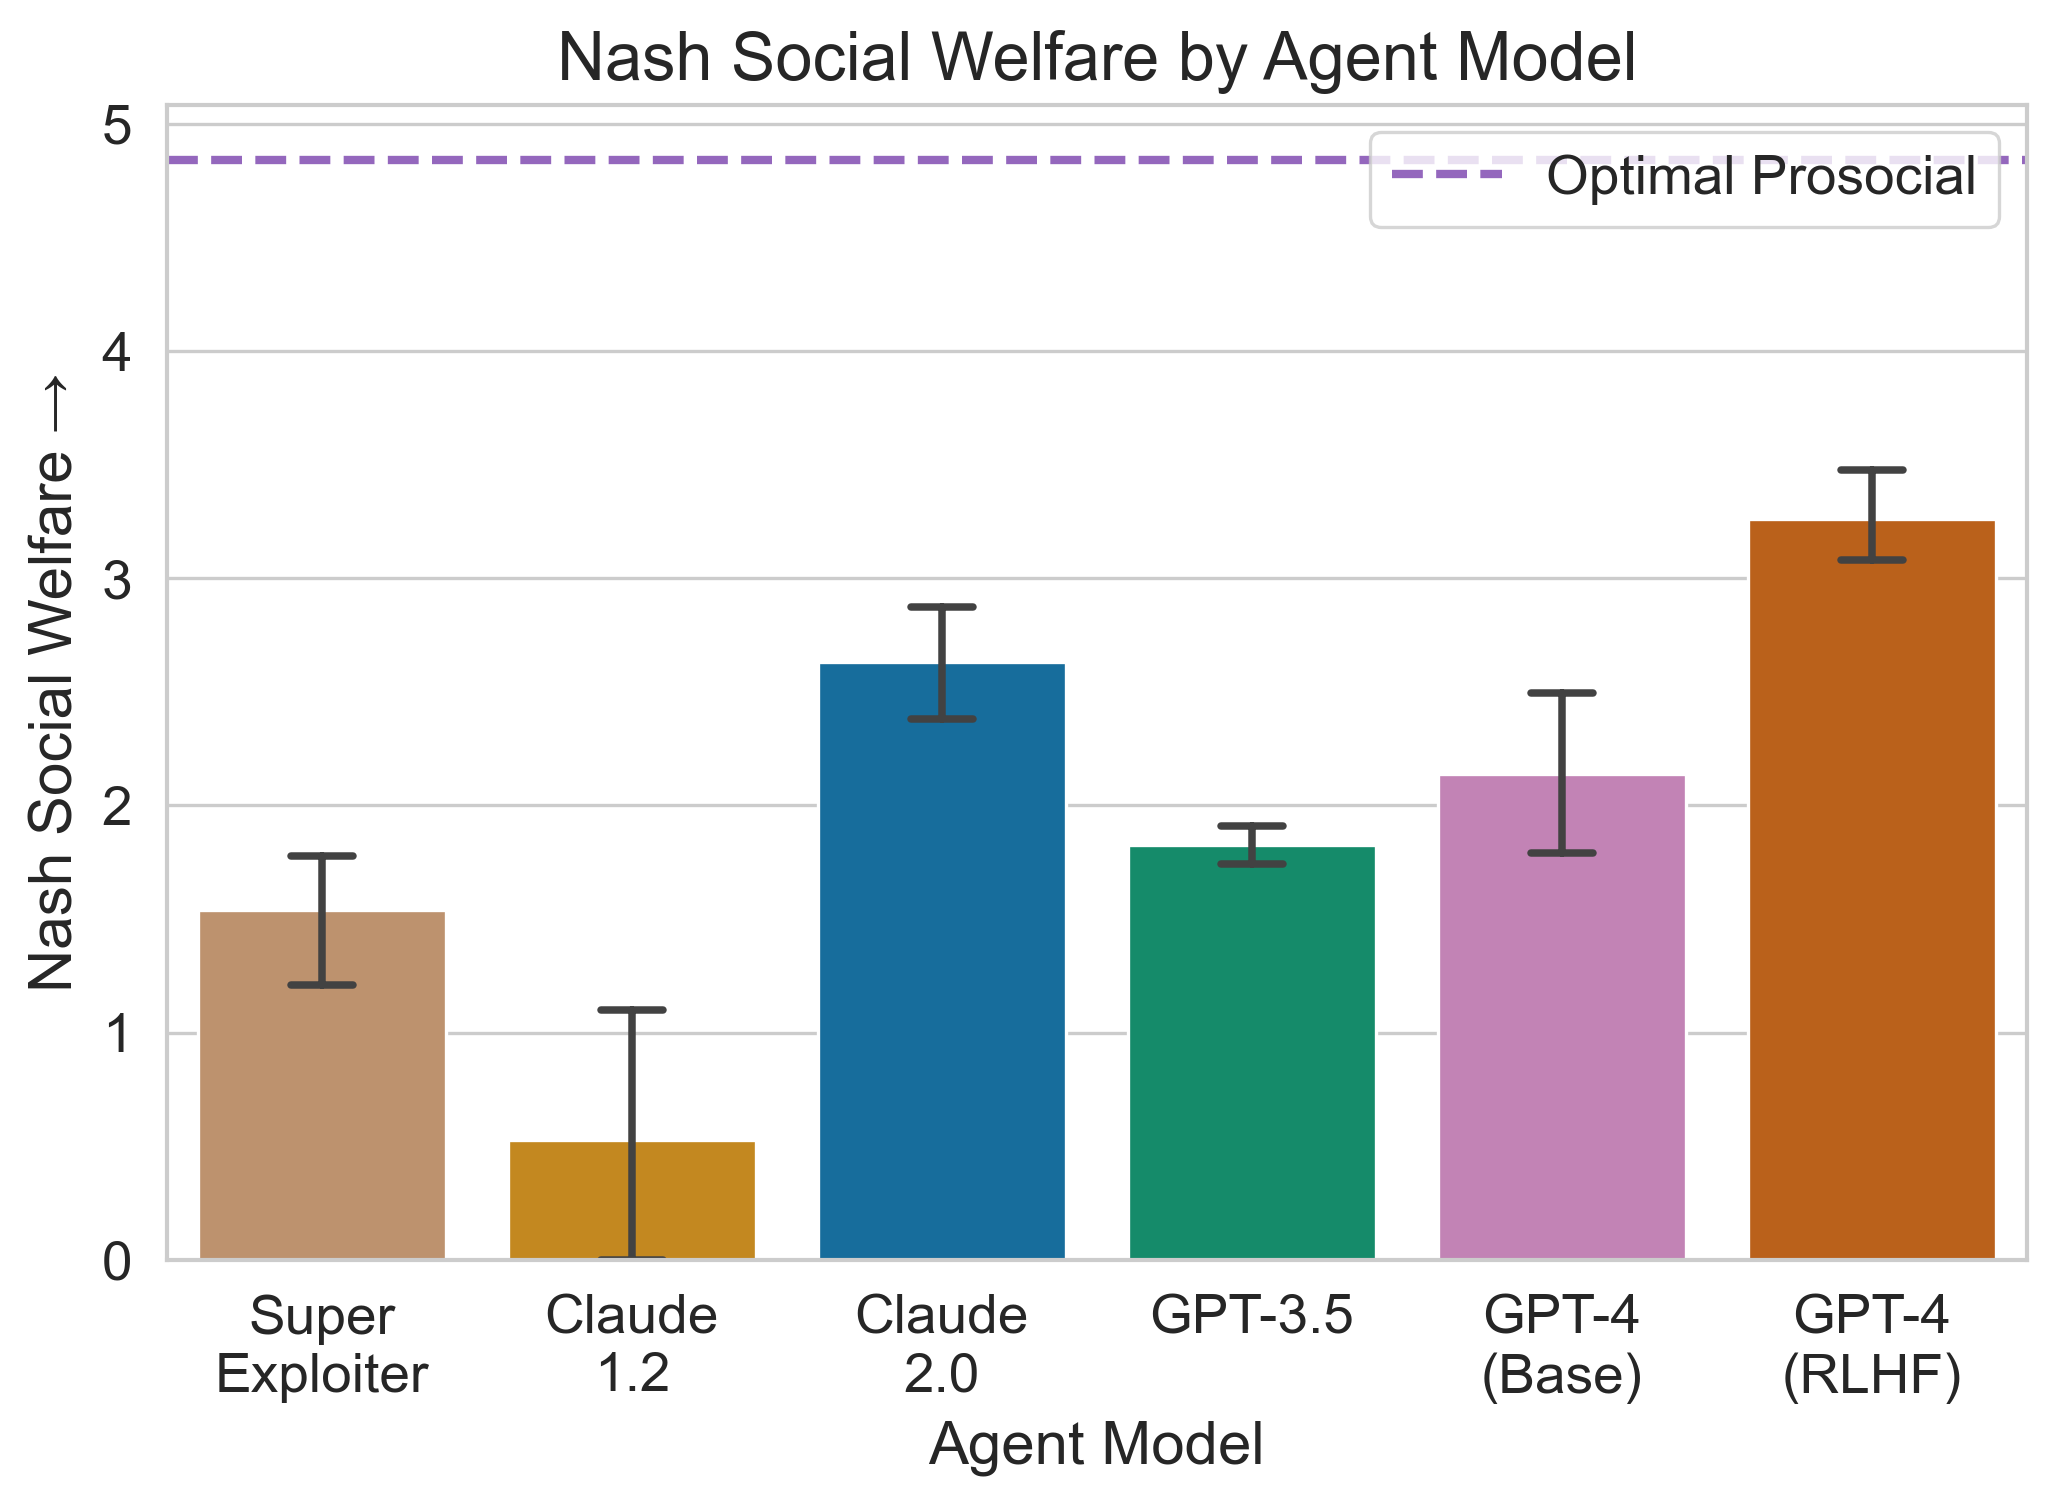 Nash Social Welfare by Agent Model
5
Optimal Prosocial
4
3
2
1
0
Nash Social Welfare →
Super
Exploiter
Claude
1.2
Claude
2.0
GPT-3.5
GPT-4
(Base)
GPT-4
(RLHF)
Agent Model